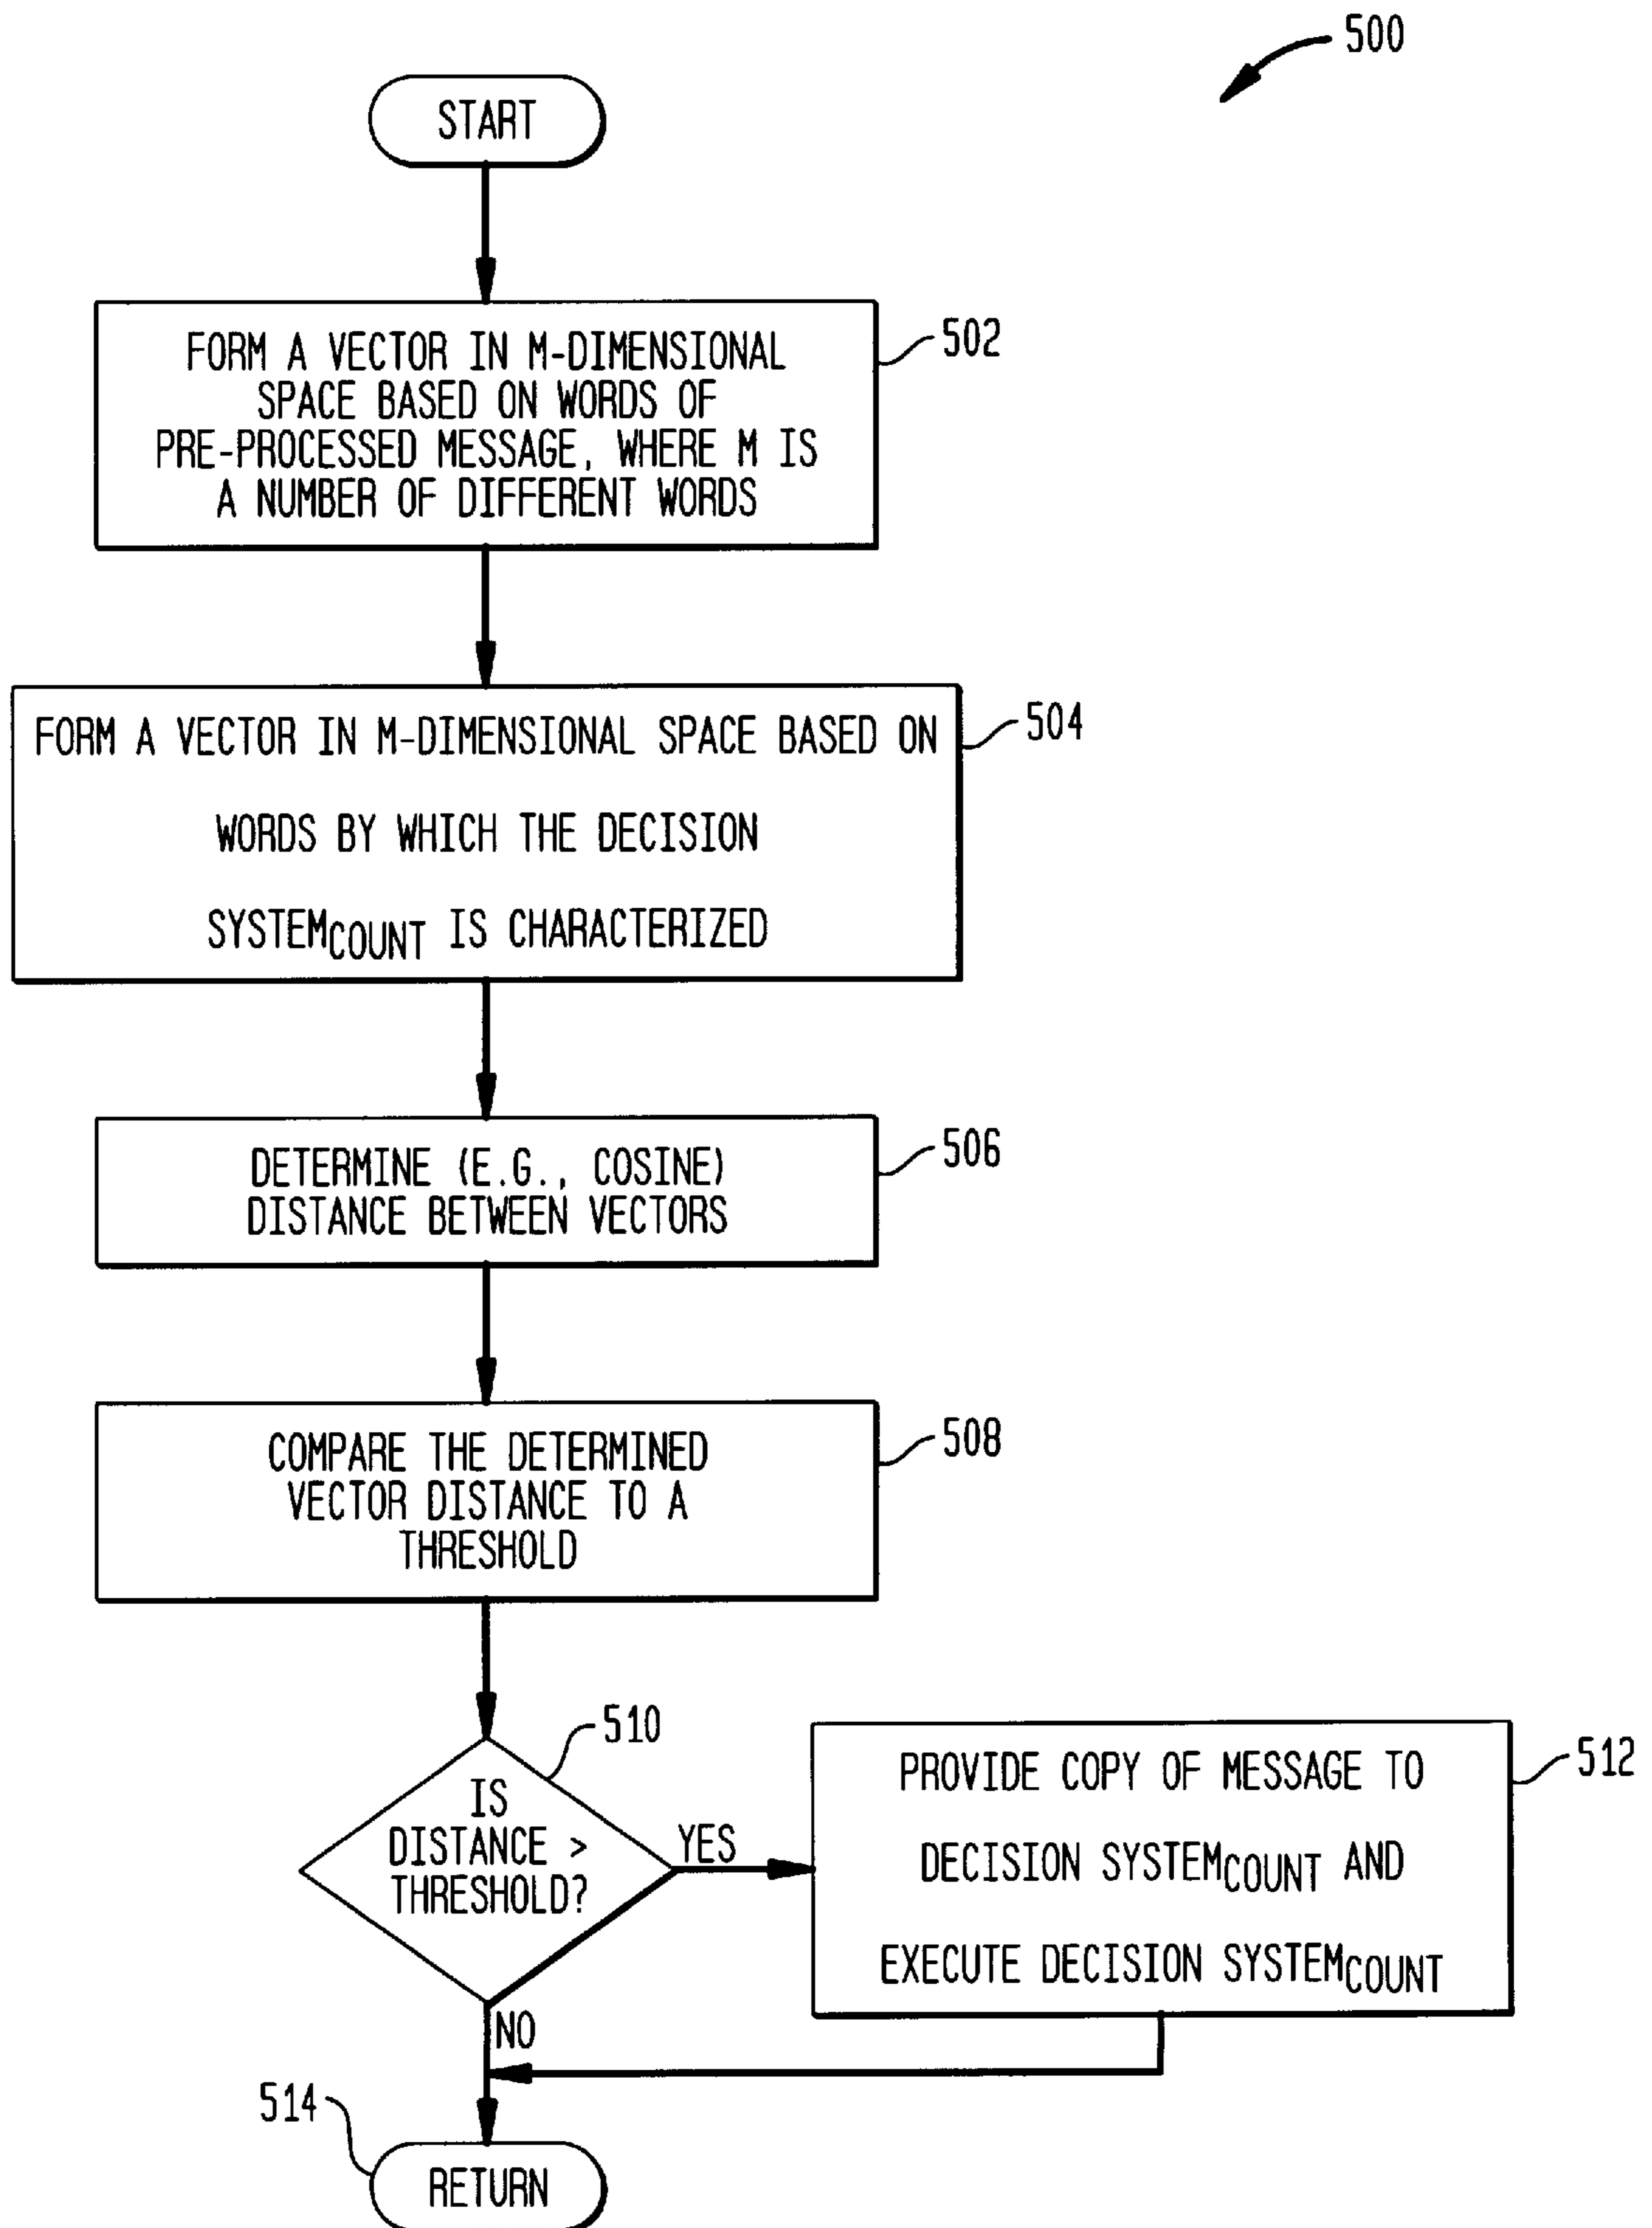 500
START
FORM A VECTOR IN M-DIMENSIONAL
SPACE BASED ON WORDS OF
PRE-PROCESSED MESSAGE, WHERE M IS
A NUMBER OF DIFFERENT WORDS
502
FORM A VECTOR IN M-DIMENSIONAL SPACE BASED ON
WORDS BY WHICH THE DECISION
SYSTEMCOUNT IS CHARACTERIZED
504
DETERMINE (E.G., COSINE)
DISTANCE BETWEEN VECTORS
506
COMPARE THE DETERMINED
VECTOR DISTANCE TO A
THRESHOLD
508
IS
DISTANCE >
THRESHOLD?
510
YES
PROVIDE COPY OF MESSAGE TO
DECISION SYSTEMCOUNT AND
EXECUTE DECISION SYSTEMCOUNT
512
NO
514
RETURN